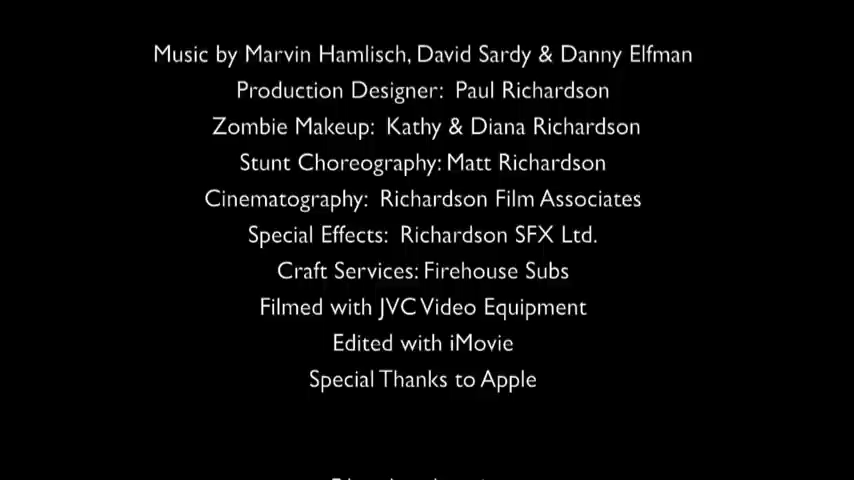 Music by Marvin Hamlisch, David Sardy & Danny Elfman
Production Designer: Paul Richardson
Zombie Makeup: Kathy & Diana Richardson
Stunt Choreography: Matt Richardson
Cinematography: Richardson Film Associates
Special Effects: Richardson SFX Ltd.
Craft Services: Firehouse Subs
Filmed with JVC Video Equipment
Edited with iMovie
Special Thanks to Apple